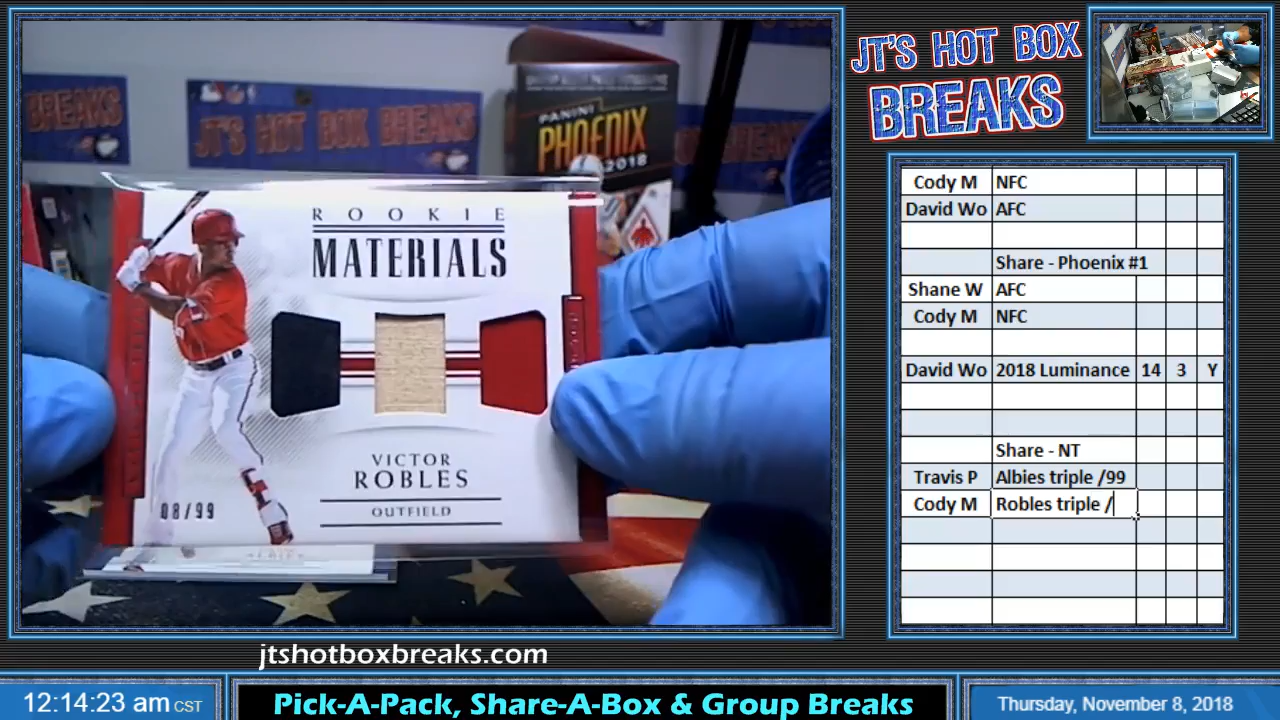 BREAKS
JT'S HOT BOX BREAKS
PANINI
PHOENIX
2018
ROOKIE
MATERIALS
VICTOR
ROBLES
OUTFIELD
08/99
JT'S HOT BOX
BREAKS
Cody M NFC
David Wo AFC
Share - Phoenix #1
Shane W AFC
Cody M NFC
David Wo 2018 Luminance 14 3 Y
Share - NT
Travis P Albies triple /99
Cody M Robles triple /
jtshotboxbreaks.com
12:14:23 am CST
Pick-A-Pack, Share-A-Box & Group Breaks
Thursday, November 8, 2018